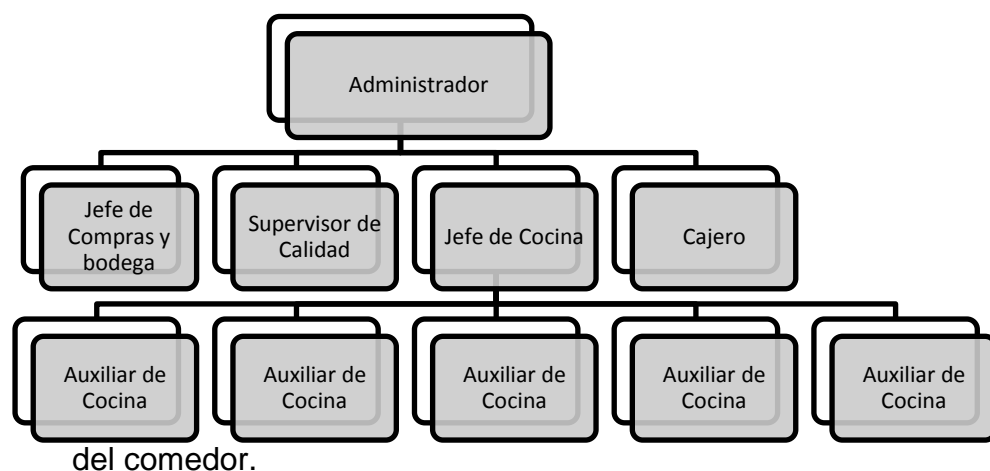 Administrador
Jefe de
Compras y
bodega
Supervisor de
Calidad
Jefe de Cocina
Cajero
Auxiliar de
Cocina
Auxiliar de
Cocina
Auxiliar de
Cocina
Auxiliar de
Cocina
Auxiliar de
Cocina
del comedor.